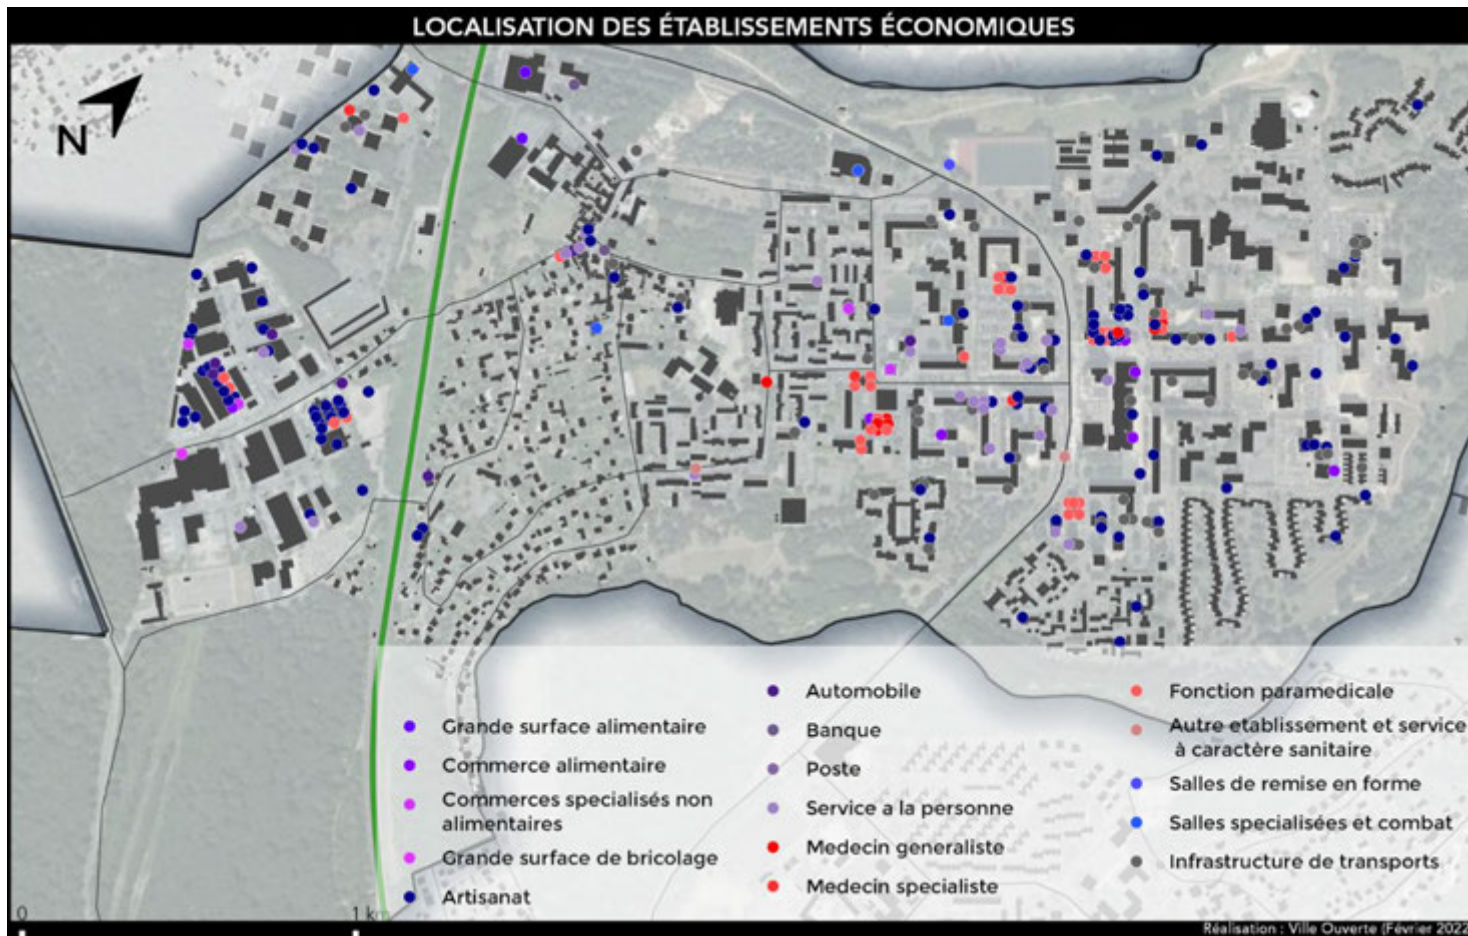 LOCALISATION DES ÉTABLISSEMENTS ÉCONOMIQUES
N
Grande surface alimentaire
Commerce alimentaire
Commerces specialisés non
alimentaires
Grande surface de bricolage
Artisanat
Automobile
Banque
Poste
Service a la personne
Medecin generaliste
Medecin specialiste
Fonction paramedicale
Autre etablissement et service
à caractère sanitaire
Salles de remise en forme
Salles specialisées et combat
Infrastructure de transports
0
1 km
Réalisation : Ville Ouverte (Février 2022